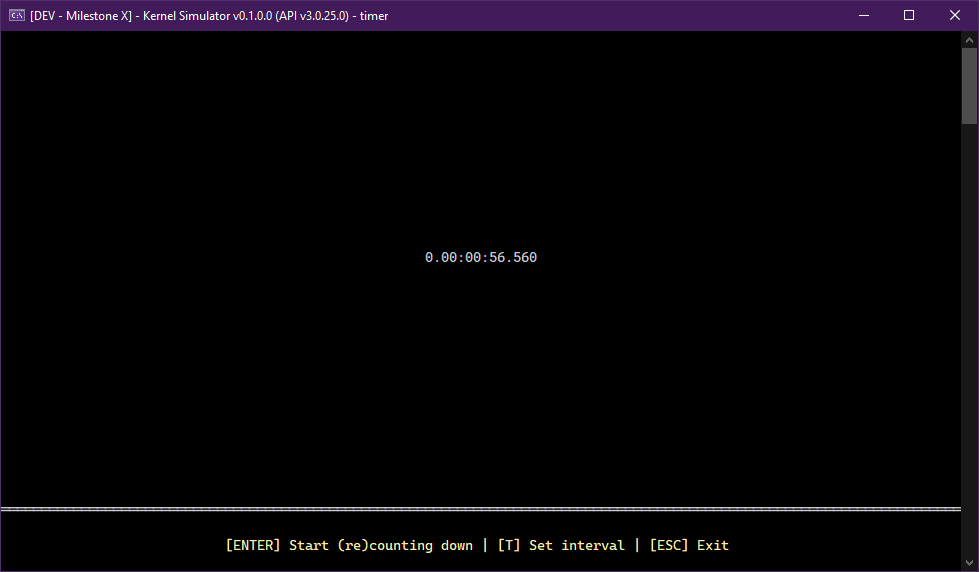 [DEV - Milestone X] - Kernel Simulator v0.1.0.0 (API v3.0.25.0) - timer
0.00:00:56.560
[ENTER] Start (re)counting down | [T] Set interval | [ESC] Exit